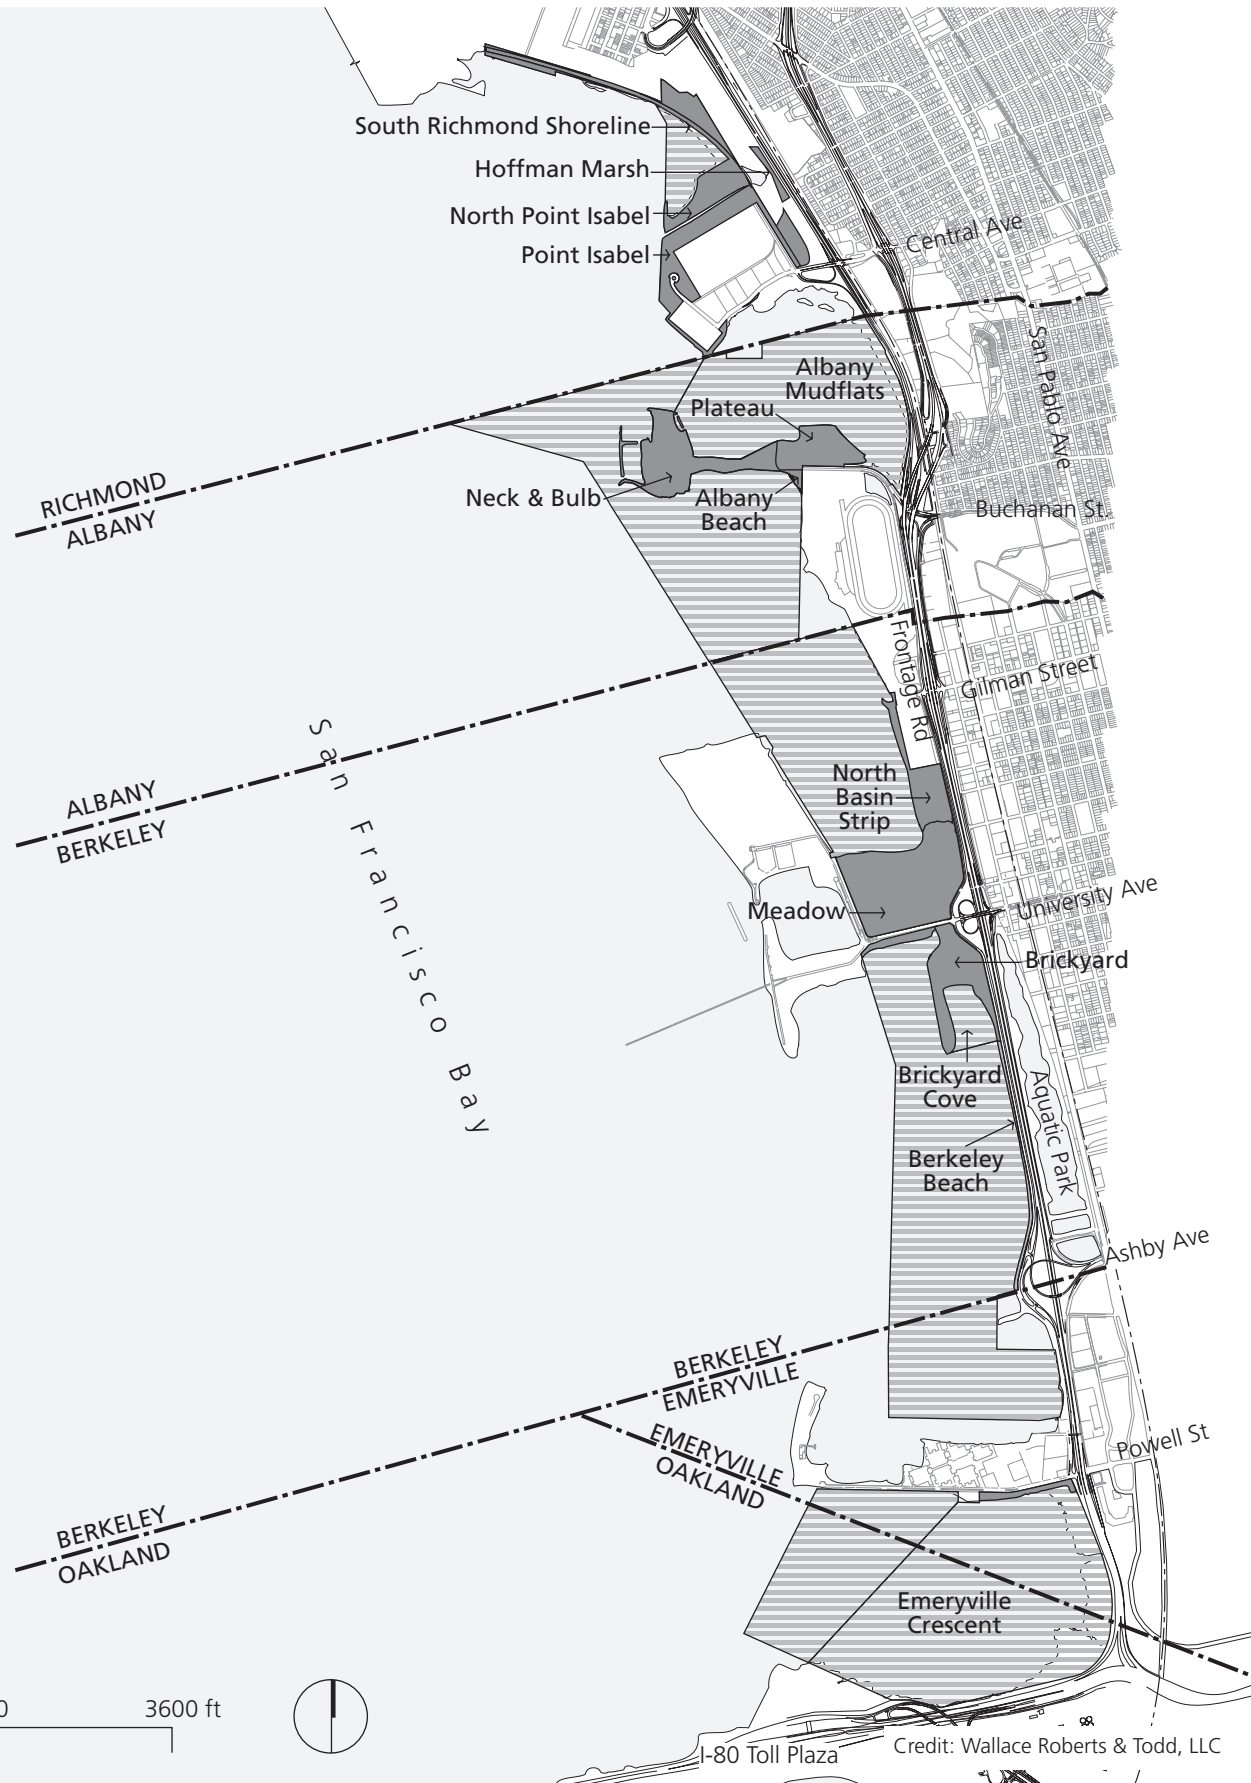 South Richmond Shoreline
Hoffman Marsh
North Point Isabel
Point Isabel
Central Ave
San Pablo Ave
Albany
Mudflats
Plateau
RICHMOND
ALBANY
Neck & Bulb
Albany
Beach
Buchanan St.
Frontage Rd
Gilman Street
San Francisco Bay
ALBANY
BERKELEY
North
Basin
Strip
University Ave
Meadow
Brickyard
Brickyard
Cove
Aquatic Park
Berkeley
Beach
Ashby Ave
BERKELEY
EMERYVILLE
EMERYVILLE
OAKLAND
Powell St
BERKELEY
OAKLAND
Emeryville
Crescent
0
3600 ft
I-80 Toll Plaza
Credit: Wallace Roberts & Todd, LLC